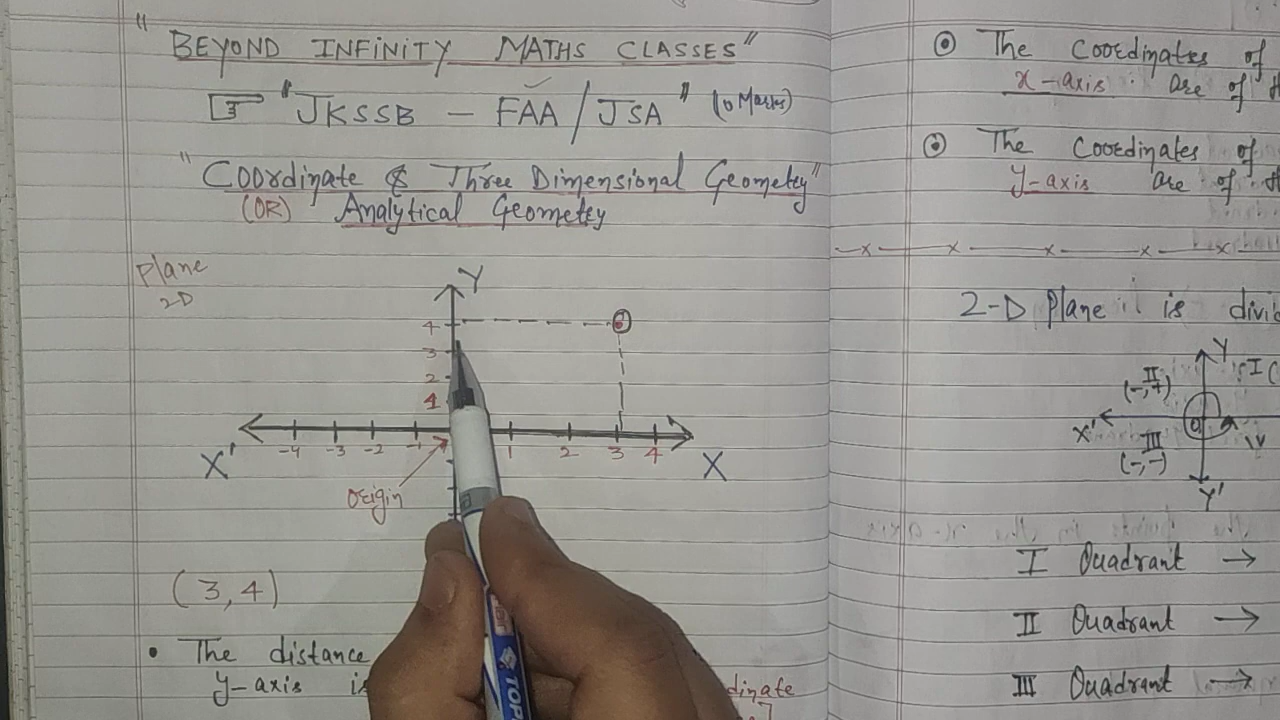 "BEYOND INFINITY MATHS CLASSES"
"JKSSB - FAA / JSA" (10 Marks)
"Coordinate & Three Dimensional Geometry"
(OR) Analytical Geometry
Plane
2-D
Y
4
3
2
1
-4 -3 -2 -1 1 2 3 4
X' X
Origin
(3,4)
• The distance
y-axis is
dinate
The Coordinates of
x-axis are of
The Coordinates of
y-axis are of
-x-x-x-x-x
2-D Plane is divid
Y
II I
(-,+) (
X' O IV
III
(-,-)
Y'
I Quadrant →
II Quadrant →
III Quadrant →
TOP